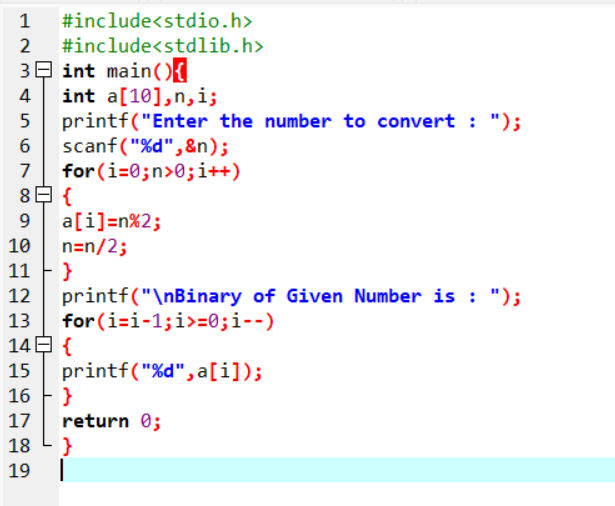 1 #include<stdio.h>
2 #include<stdlib.h>
3 int main(){
4 int a[10],n,i;
5 printf("Enter the number to convert : ");
6 scanf("%d",&n);
7 for(i=0;n>0;i++)
8 {
9 a[i]=n%2;
10 n=n/2;
11 }
12 printf("\nBinary of Given Number is : ");
13 for(i=i-1;i>=0;i--)
14 {
15 printf("%d",a[i]);
16 }
17 return 0;
18 }
19